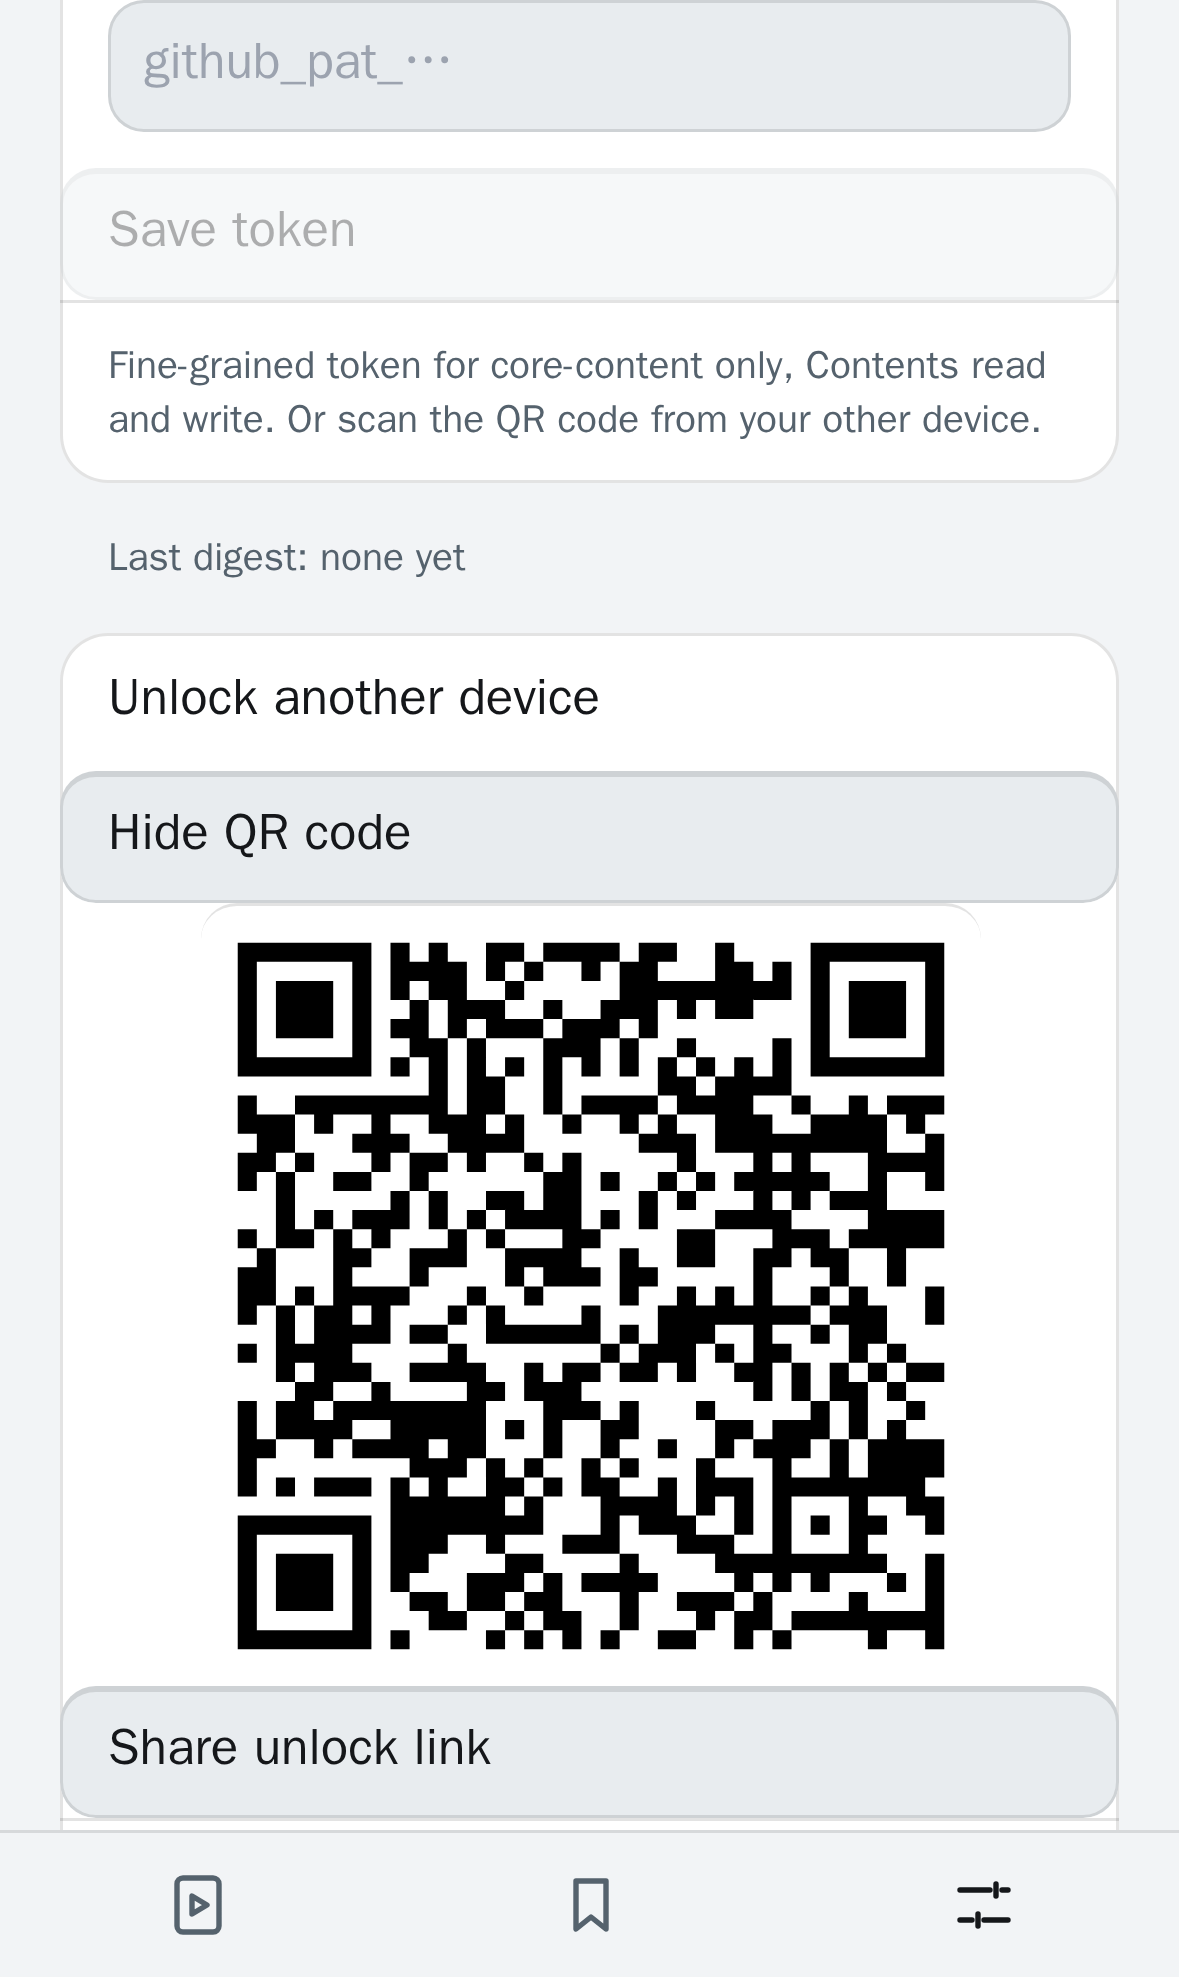 github_pat_···
Save token
Fine-grained token for core-content only, Contents read
and write. Or scan the QR code from your other device.
Last digest: none yet
Unlock another device
Hide QR code
Share unlock link